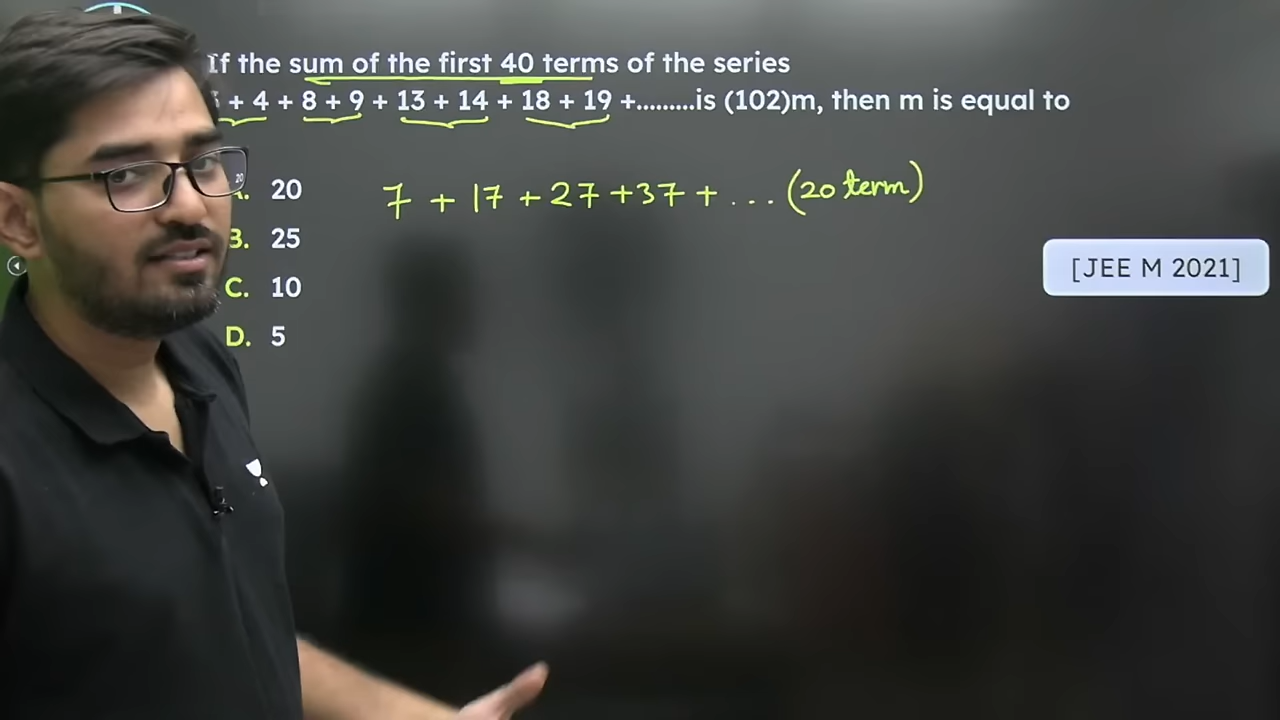 If the sum of the first 40 terms of the series
+ 4 + 8 + 9 + 13 + 14 + 18 + 19 +.........is (102)m, then m is equal to
A. 20
7 + 17 + 27 + 37 + ... (20 term)
B. 25
C. 10
D. 5
[JEE M 2021]